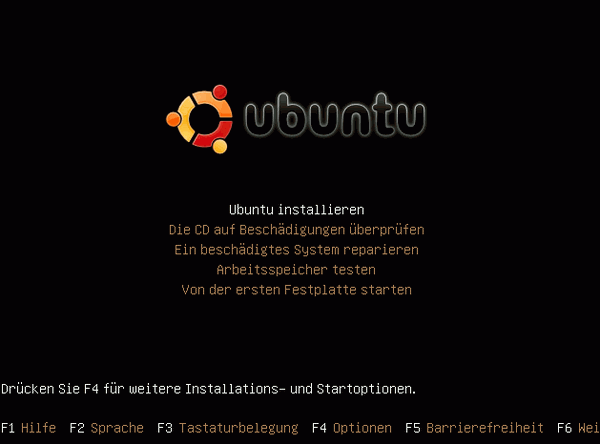 ubuntu
Ubuntu installieren
Die CD auf Beschädigungen überprüfen
Ein beschädigtes System reparieren
Arbeitsspeicher testen
Von der ersten Festplatte starten
Drücken Sie F4 für weitere Installations- und Startoptionen.
F1 Hilfe F2 Sprache F3 Tastaturbelegung F4 Optionen F5 Barrierefreiheit F6 Wei